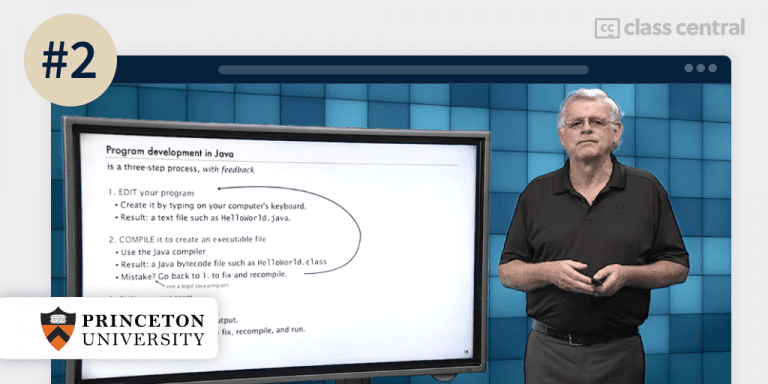 #2
class central
Program development in Java
is a three-step process, with feedback
1. EDIT your program
• Create it by typing on your computer's keyboard.
• Result: a text file such as HelloWorld.java.
2. COMPILE it to create an executable file
• Use the Java compiler
• Result: a Java bytecode file such as HelloWorld.class
• Mistake? Go back to 1. to fix and recompile.
not a legal Java program
fix, recompile, and run.
PRINCETON
UNIVERSITY